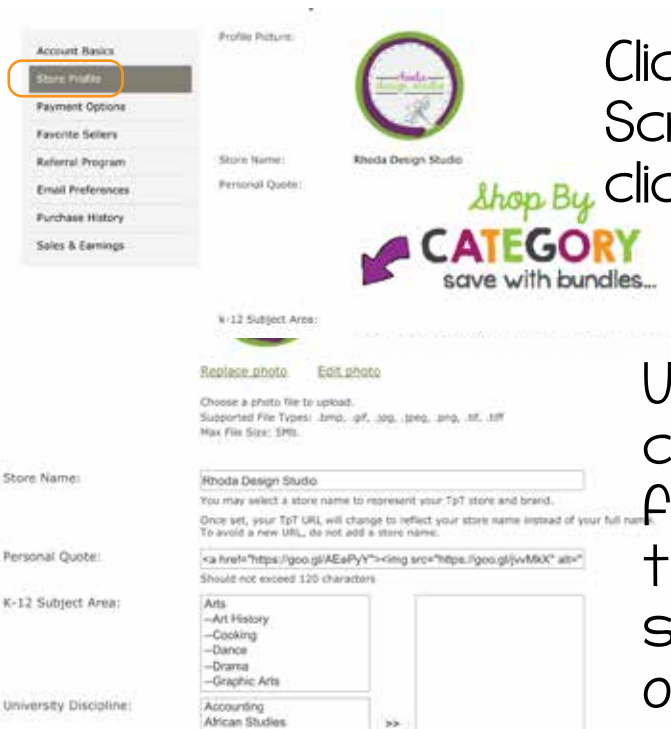 Profile Picture:
Account Basics
Store Profile
Payment Options
Favorite Sellers
Referral Program
Email Preferences
Purchase History
Sales & Earnings
design studio
Store Name: Rhoda Design Studio
Personal Quote:
Shop By
CATEGORY
save with bundles...
k-12 Subject Area:
Replace photo Edit photo
Choose a photo file to upload.
Supported File Types: .bmp, .gif, .jpg, .jpeg, .png, .tif, .tiff
Max File Size: 5Mb.
Store Name: Rhoda Design Studio
You may select a store name to represent your TpT store and brand.
Once set, your TpT URL will change to reflect your store name instead of your full name.
To avoid a new URL, do not add a store name.
Personal Quote: <a href="https://goo.gl/AEaPyY"><img src="https://goo.gl/jvvMkX" alt="
Should not exceed 120 characters
K-12 Subject Area: Arts
--Art History
--Cooking
--Dance
--Drama
--Graphic Arts
University Discipline: Accounting
African Studies >>